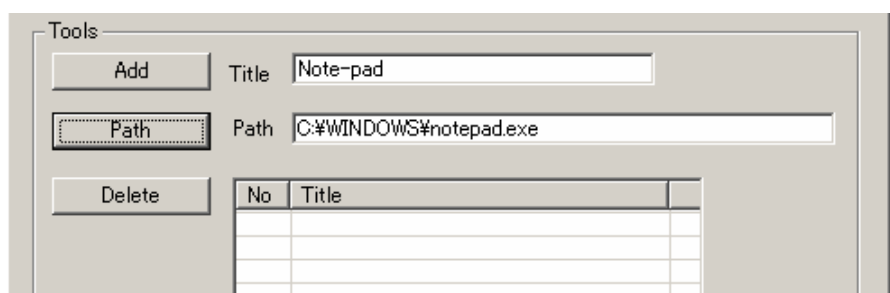 Tools
Add Title Note-pad
Path Path C:¥WINDOWS¥notepad.exe
Delete No Title